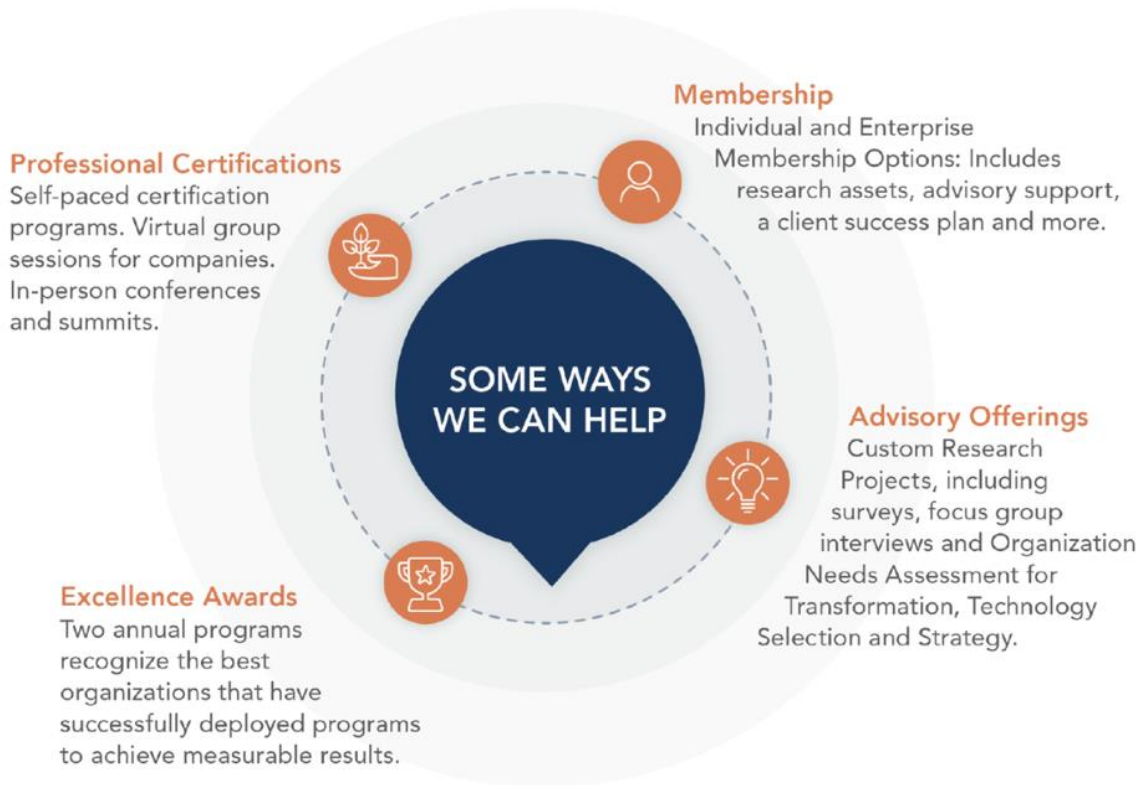 Membership
Individual and Enterprise
Membership Options: Includes
research assets, advisory support,
a client success plan and more.
Professional Certifications
Self-paced certification
programs. Virtual group
sessions for companies.
In-person conferences
and summits.
SOME WAYS
WE CAN HELP
Advisory Offerings
Custom Research
Projects, including
surveys, focus group
interviews and Organization
Needs Assessment for
Transformation, Technology
Selection and Strategy.
Excellence Awards
Two annual programs
recognize the best
organizations that have
successfully deployed programs
to achieve measurable results.